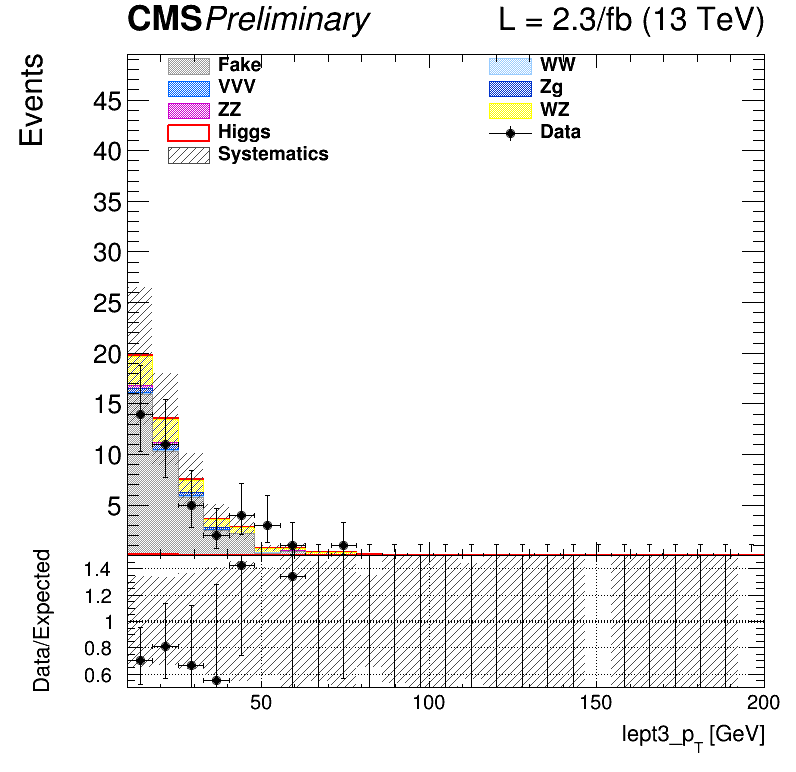 CMS Preliminary L = 2.3/fb (13 TeV)
Events
Fake WW
VVV Zg
ZZ WZ
Higgs Data
Systematics
45
40
35
30
25
20
15
10
5
Data/Expected
1.4
1.2
1
0.8
0.6
50 100 150 200
lept3_p_T [GeV]